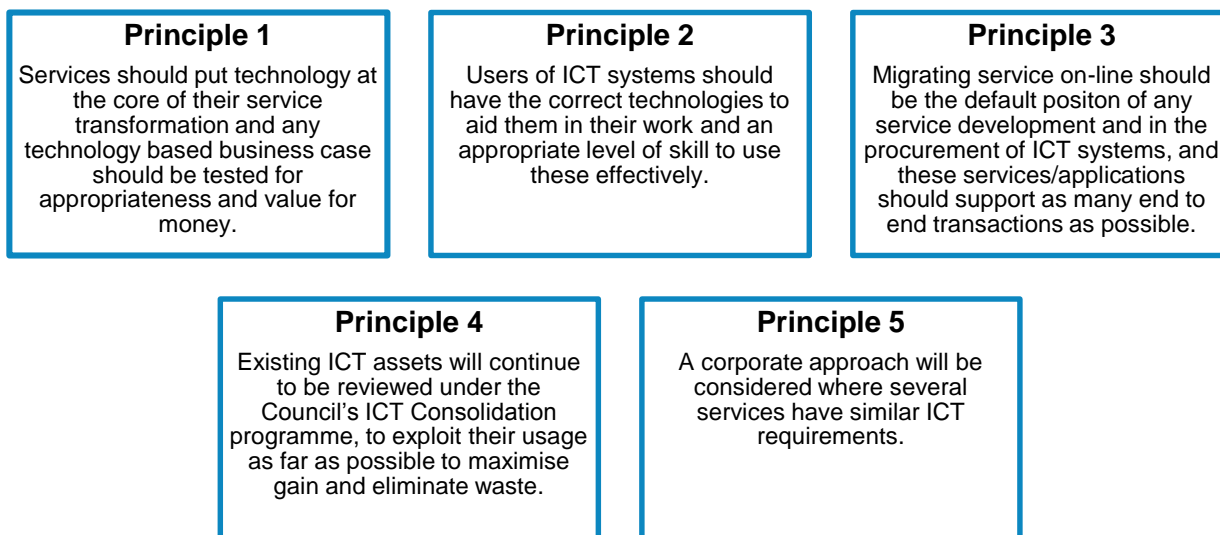 Principle 1
Services should put technology at
the core of their service
transformation and any
technology based business case
should be tested for
appropriateness and value for
money.
Principle 2
Users of ICT systems should
have the correct technologies to
aid them in their work and an
appropriate level of skill to use
these effectively.
Principle 3
Migrating service on-line should
be the default positon of any
service development and in the
procurement of ICT systems, and
these services/applications
should support as many end to
end transactions as possible.
Principle 4
Existing ICT assets will continue
to be reviewed under the
Council’s ICT Consolidation
programme, to exploit their usage
as far as possible to maximise
gain and eliminate waste.
Principle 5
A corporate approach will be
considered where several
services have similar ICT
requirements.